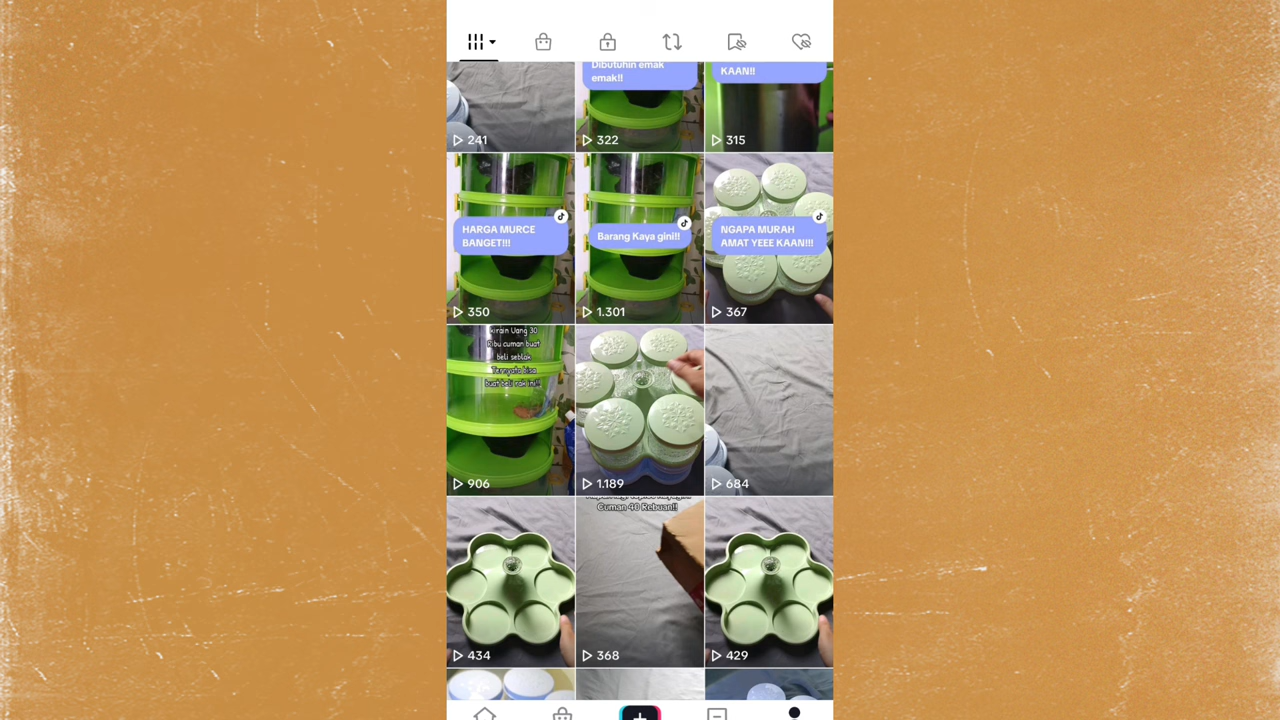 Dibutuhin emak
emak!!
KAAN!!
241
322
315
HARGA MURCE
BANGET!!!
Barang Kaya gini!!
NGAPA MURAH
AMAT YEEE KAAN!!!
350
1.301
367
kirain Uang 30
Ribu cuman buat
beli seblak
Ternyata bisa
buat beli rak ini!!
906
1.189
684
Cuman 40 Rebuan!!
434
368
429